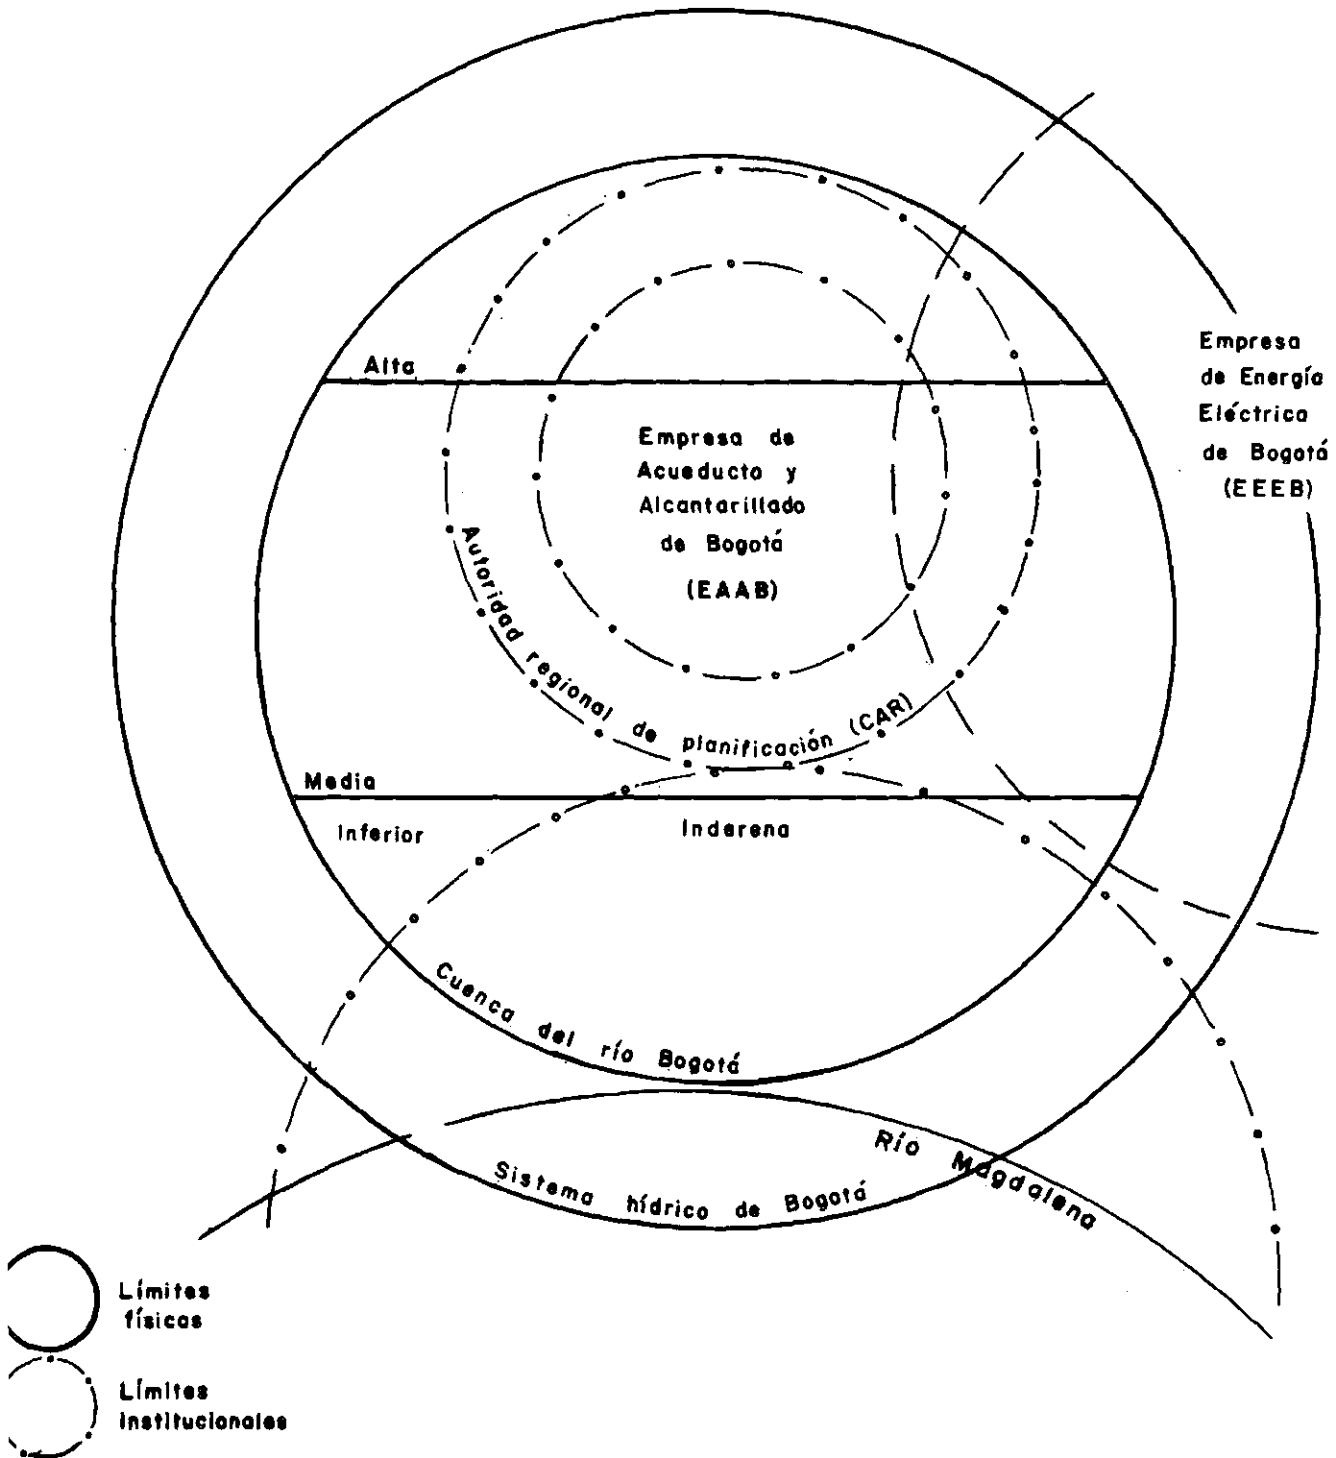 Empresa
de Energía
Eléctrica
de Bogotá
(EEEB)
Alta
Empresa de
Acueducto y
Alcantarillado
de Bogotá
(EAAB)
Autoridad regional de planificación (CAR)
Media
Inferior
Inderena
Cuenca del río Bogotá
Río Magdalena
Sistema hídrico de Bogotá
Límites
físicos
Límites
institucionales